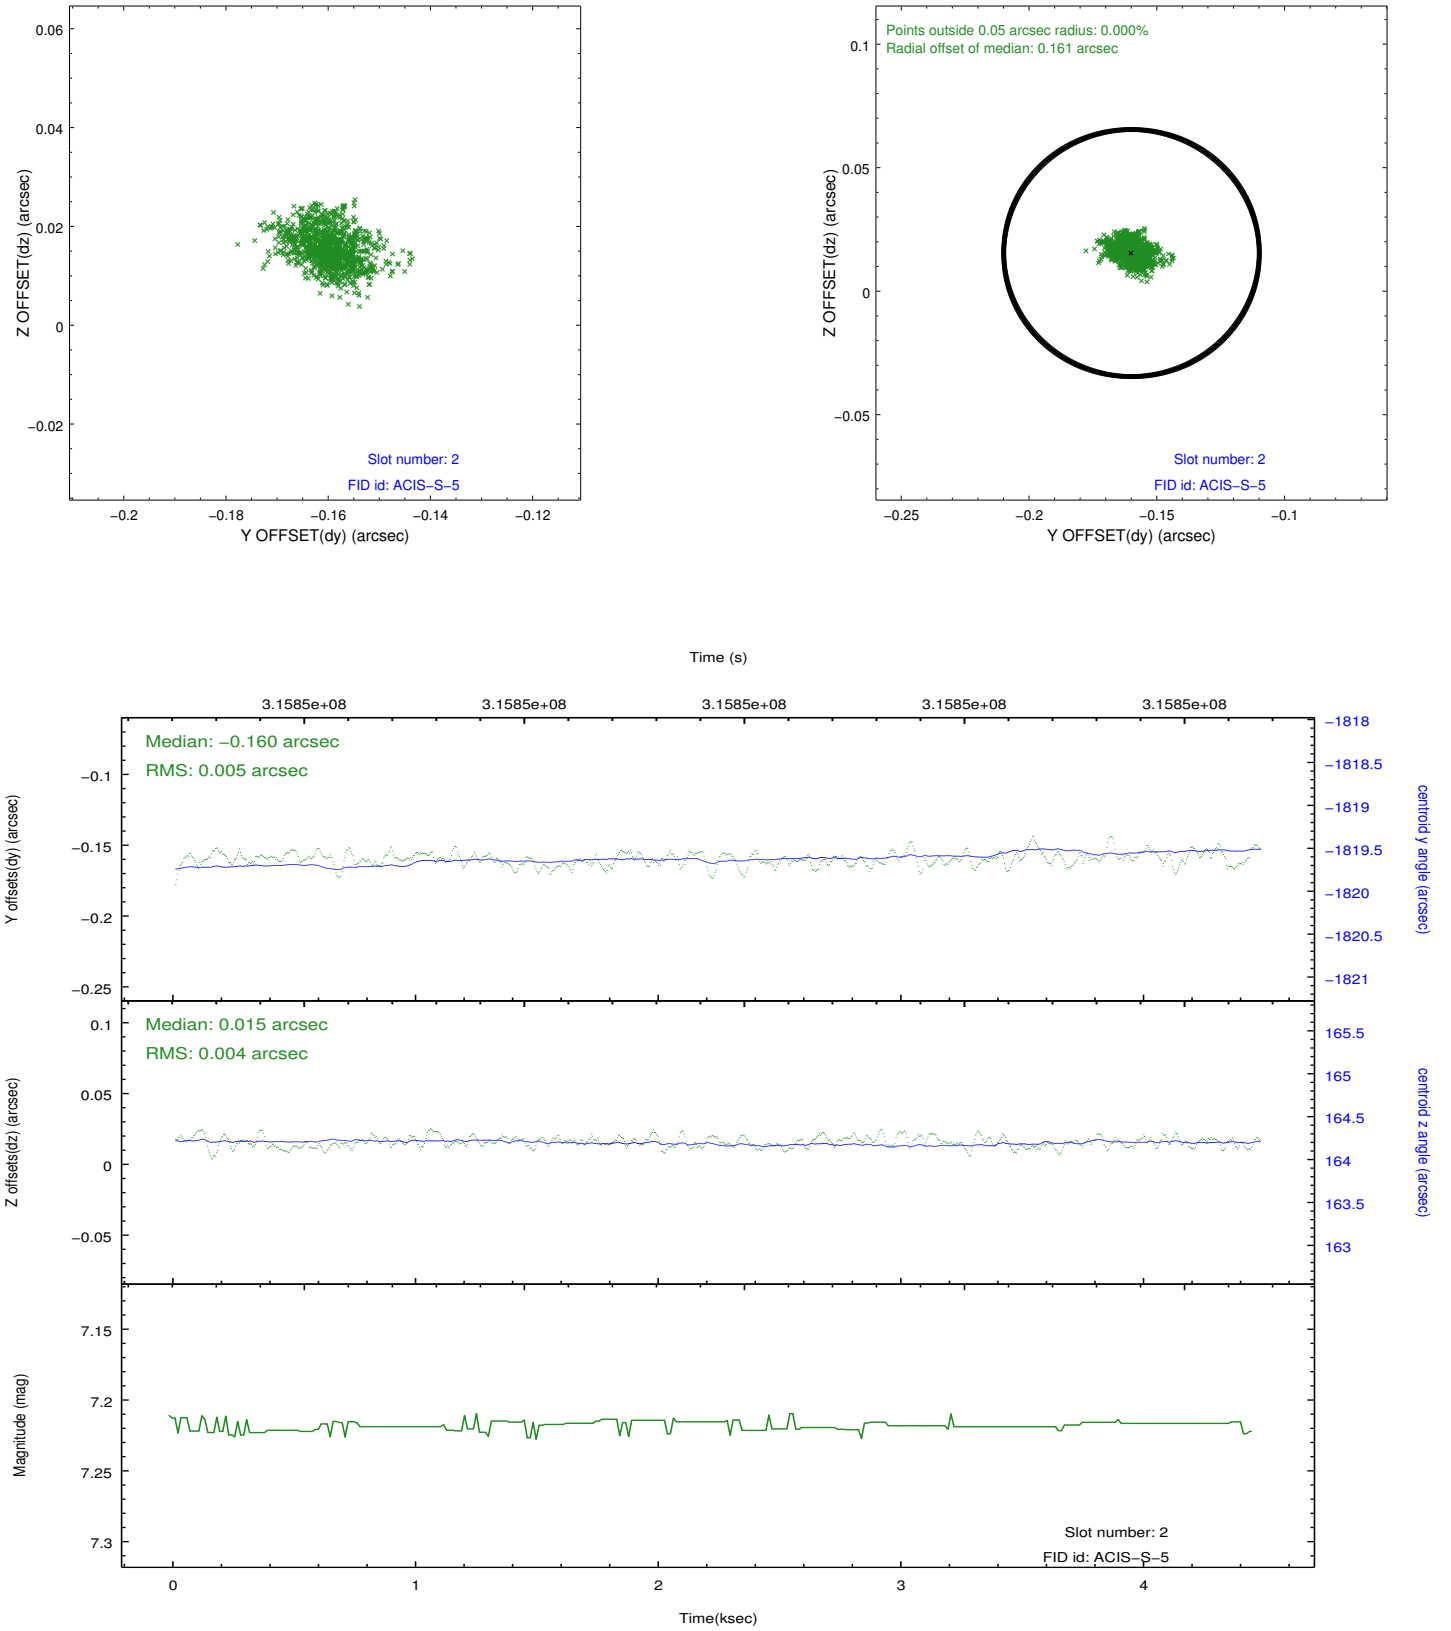 0.06
0.04
0.02
0
−0.02
Z OFFSET(dz) (arcsec)
Slot number: 2
FID id: ACIS−S−5
−0.2
−0.18
−0.16
−0.14
−0.12
Y OFFSET(dy) (arcsec)
Points outside 0.05 arcsec radius: 0.000%
Radial offset of median: 0.161 arcsec
0.1
0.05
0
−0.05
Z OFFSET(dz) (arcsec)
Slot number: 2
FID id: ACIS−S−5
−0.25
−0.2
−0.15
−0.1
Y OFFSET(dy) (arcsec)
Time (s)
3.1585e+08
3.1585e+08
3.1585e+08
3.1585e+08
3.1585e+08
Median: −0.160 arcsec
RMS: 0.005 arcsec
−0.1
−0.15
−0.2
−0.25
Y offsets(dy) (arcsec)
−1818
−1818.5
−1819
−1819.5
−1820
−1820.5
−1821
centroid y angle (arcsec)
Median: 0.015 arcsec
RMS: 0.004 arcsec
0.1
0.05
0
−0.05
Z offsets(dz) (arcsec)
165.5
165
164.5
164
163.5
163
centroid z angle (arcsec)
7.15
7.2
7.25
7.3
Magnitude (mag)
Slot number: 2
FID id: ACIS−S−5
0
1
2
3
4
Time(ksec)